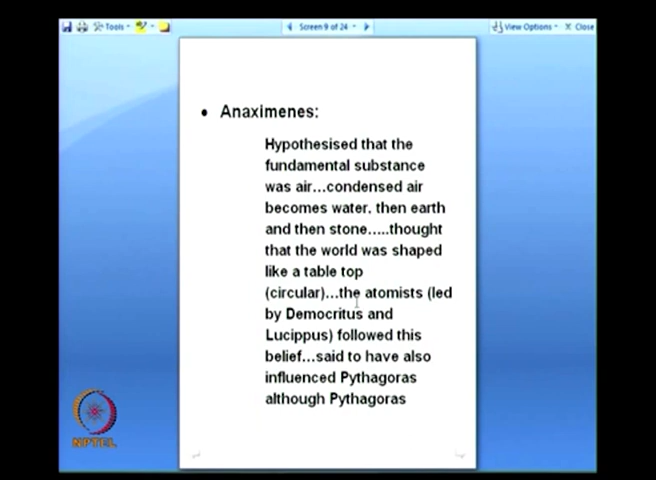 Tools
Screen 9 of 24
View Options
Close
• Anaximenes:
Hypothesised that the
fundamental substance
was air...condensed air
becomes water, then earth
and then stone.....thought
that the world was shaped
like a table top
(circular)...the atomists (led
by Democritus and
Lucippus) followed this
belief...said to have also
influenced Pythagoras
although Pythagoras
NPTEL